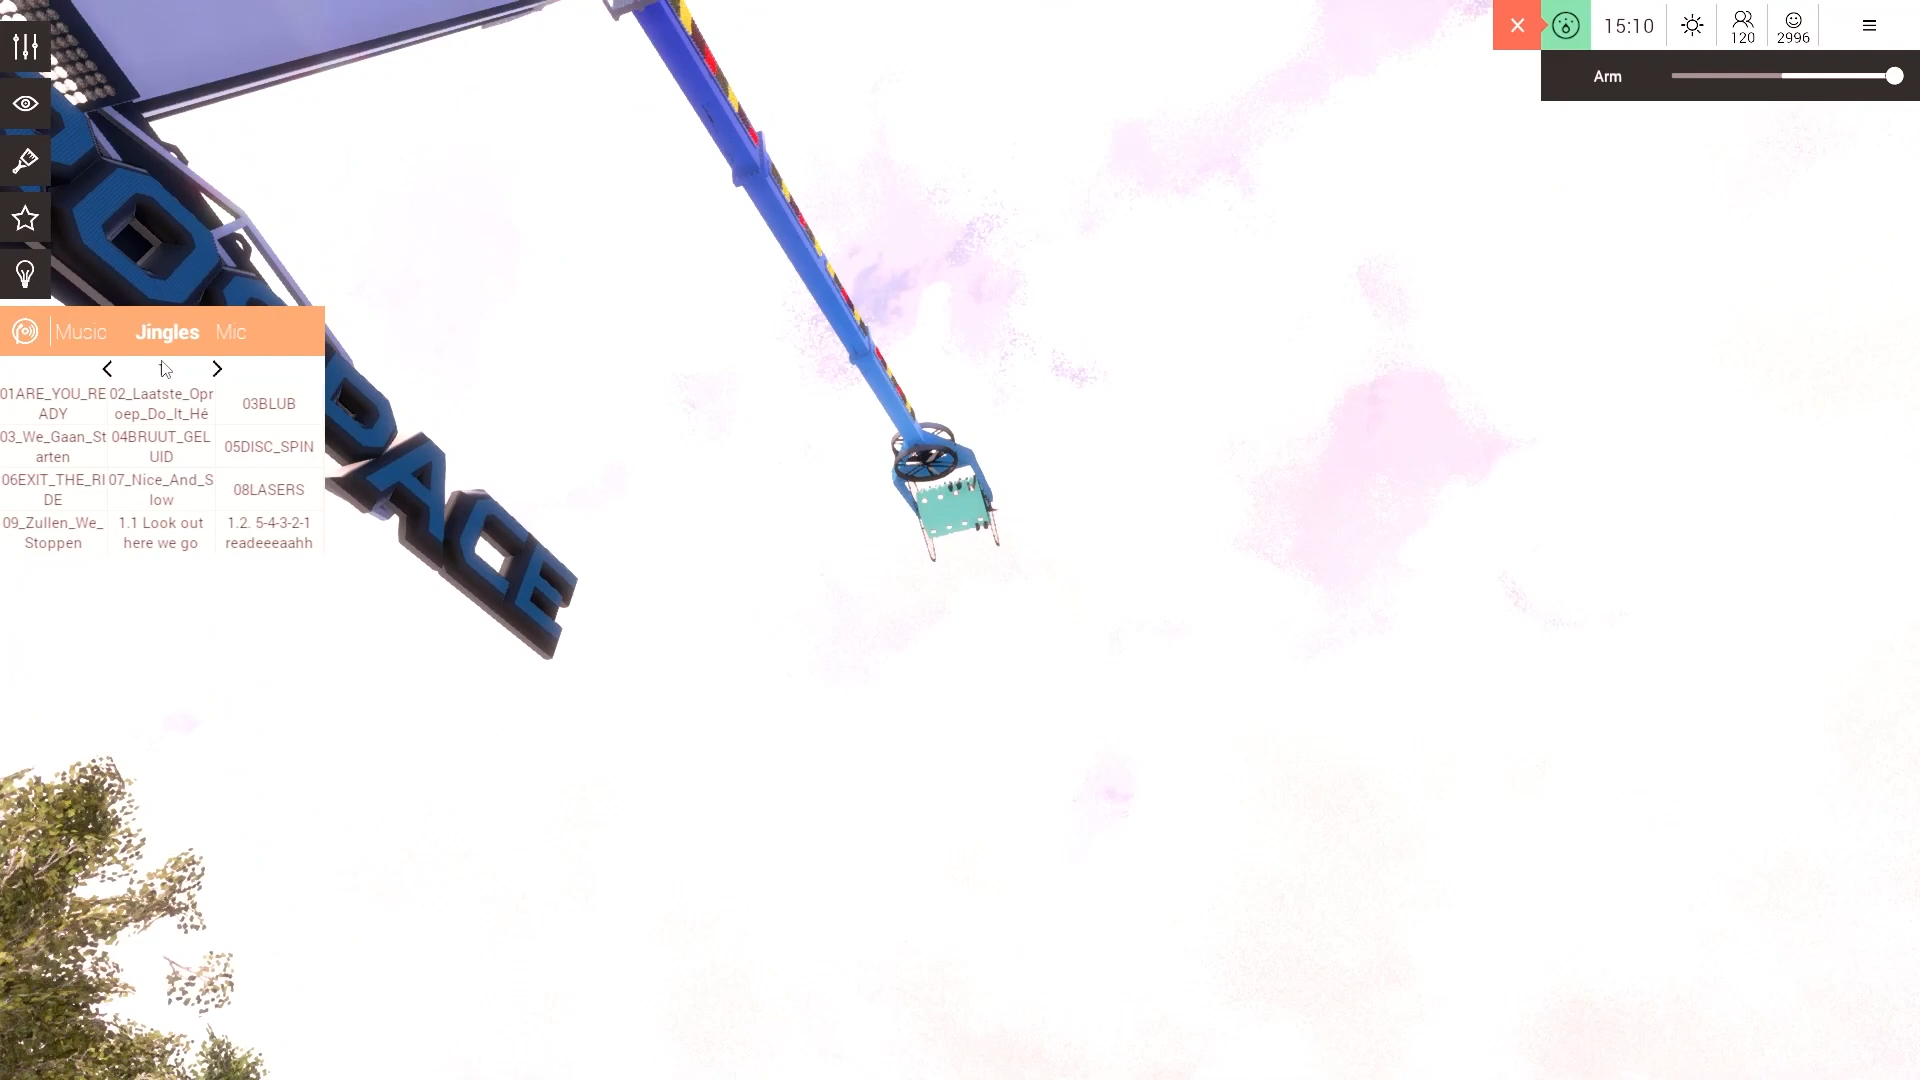 15:10
120
2996
Arm
Music Jingles Mic
01ARE_YOU_RE
ADY
02_Laatste_Opr
oep_Do_It_Hé
03BLUB
03_We_Gaan_St
arten
04BRUUT_GEL
UID
05DISC_SPIN
06EXIT_THE_RI
DE
07_Nice_And_S
low
08LASERS
09_Zullen_We_
Stoppen
1.1 Look out
here we go
1.2. 5-4-3-2-1
readeeeaahh
DACE